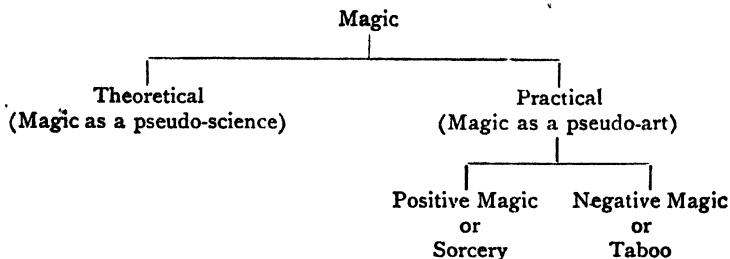 Magic
Theoretical Practical
(Magic as a pseudo-science) (Magic as a pseudo-art)
Positive Magic Negative Magic
or or
Sorcery Taboo